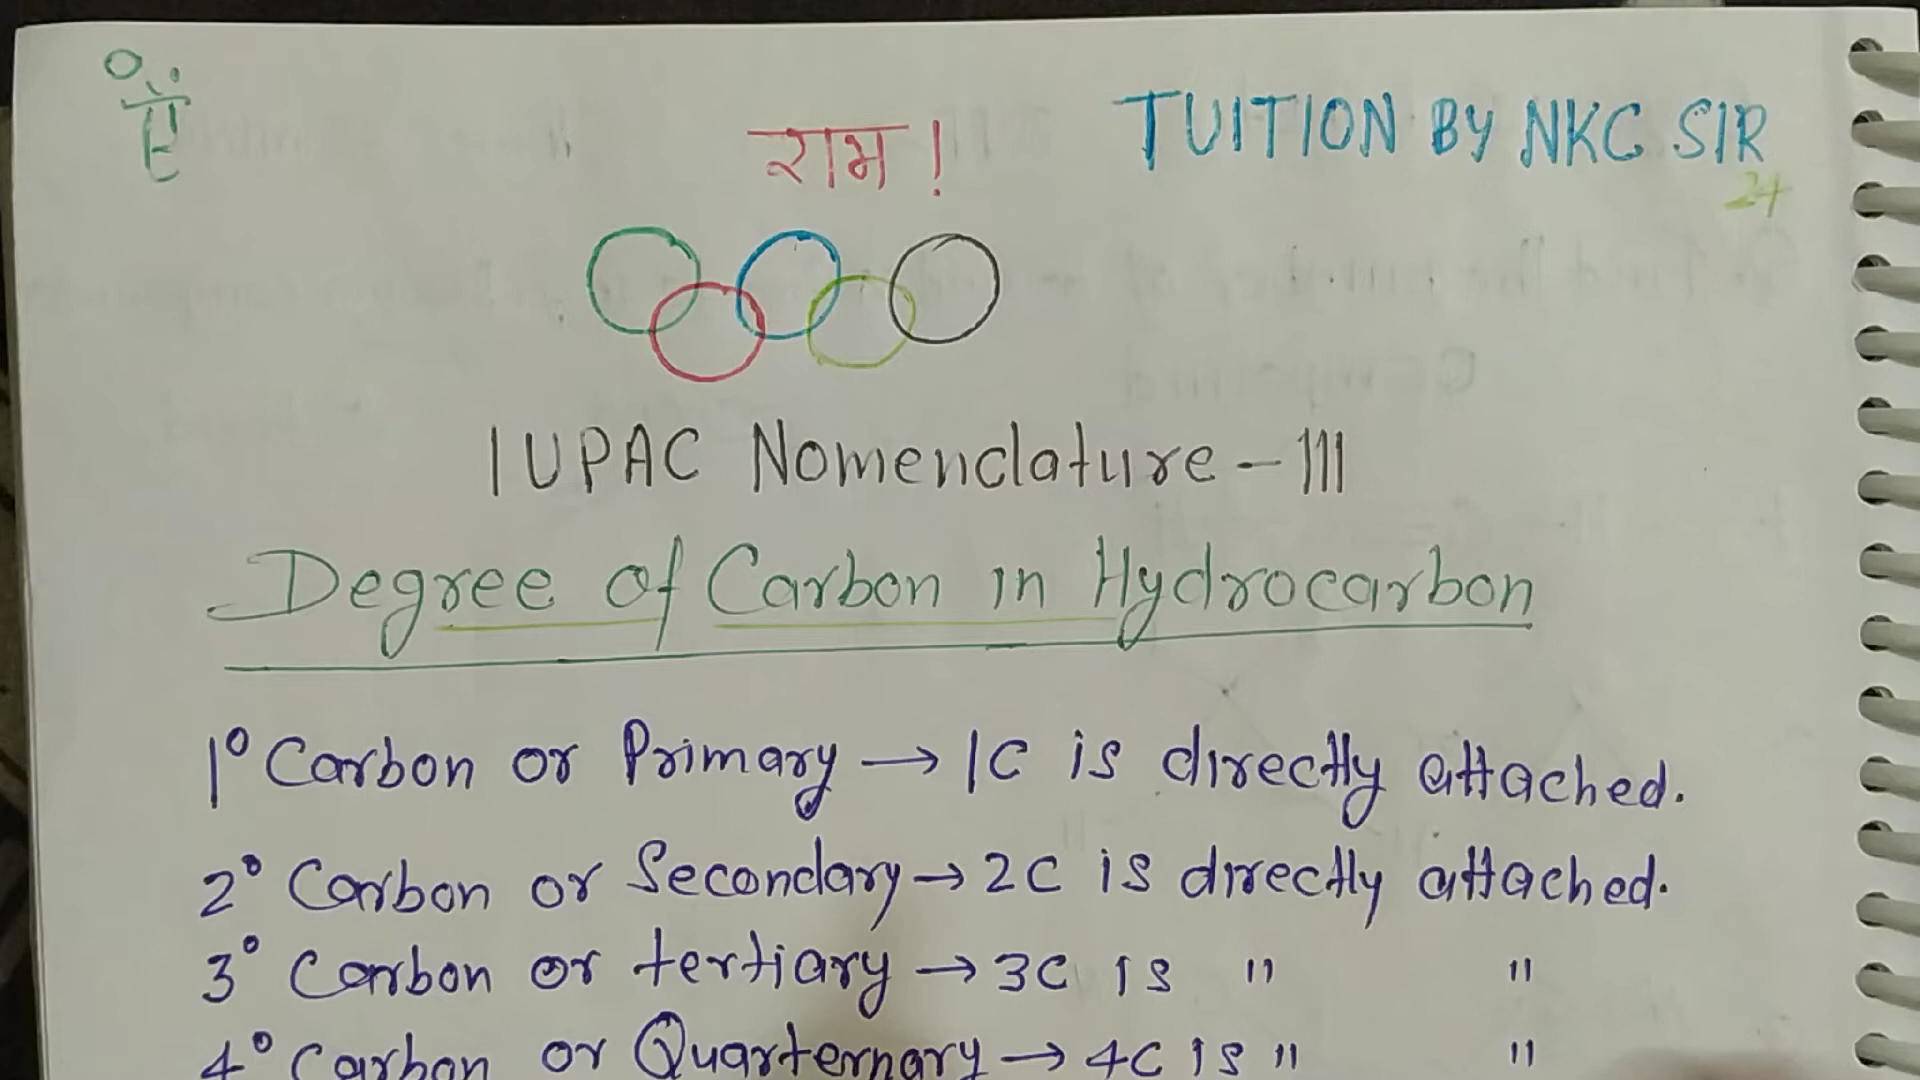 राम !
TUITION BY NKC SIR
24
IUPAC Nomenclature - III
Degree of Carbon in Hydrocarbon
1° Carbon or Primary → 1C is directly attached.
2° Carbon or Secondary → 2C is directly attached.
3° Carbon or tertiary → 3C is " "
4° Carbon or Quarternary → 4C is " "